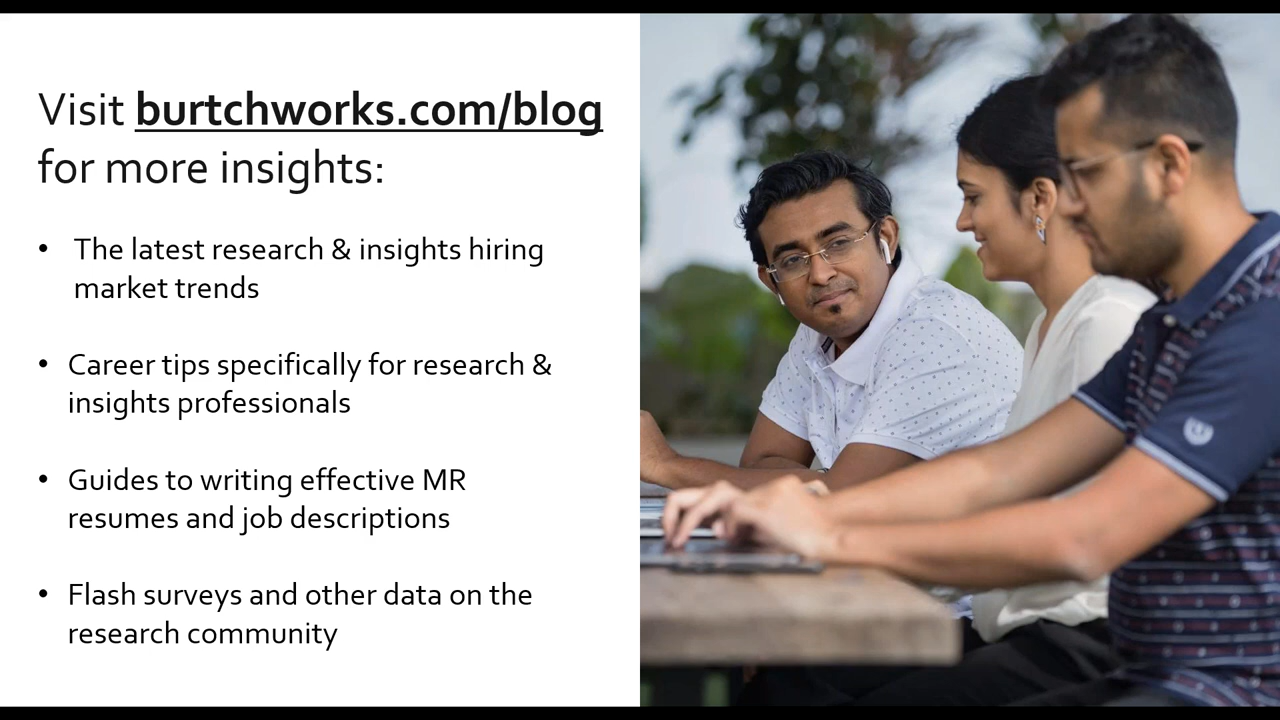 Visit burtchworks.com/blog
for more insights:
• The latest research & insights hiring
market trends
• Career tips specifically for research &
insights professionals
• Guides to writing effective MR
resumes and job descriptions
• Flash surveys and other data on the
research community